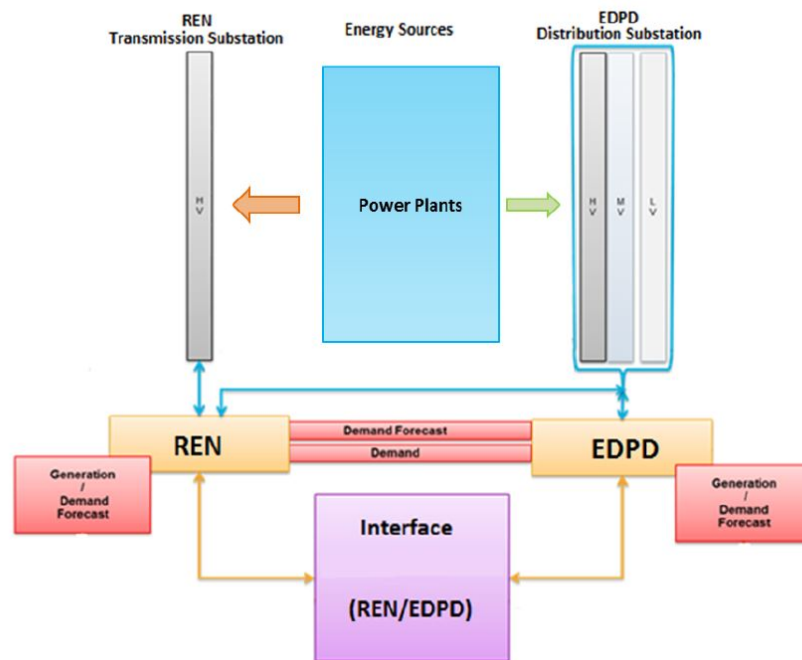 REN
Transmission Substation
Energy Sources
EDPD
Distribution Substation
H
V
Power Plants
H
V
M
V
L
V
REN
Demand Forecast
Demand
EDPD
Generation
/
Demand
Forecast
Generation
/
Demand
Forecast
Interface
(REN/EDPD)